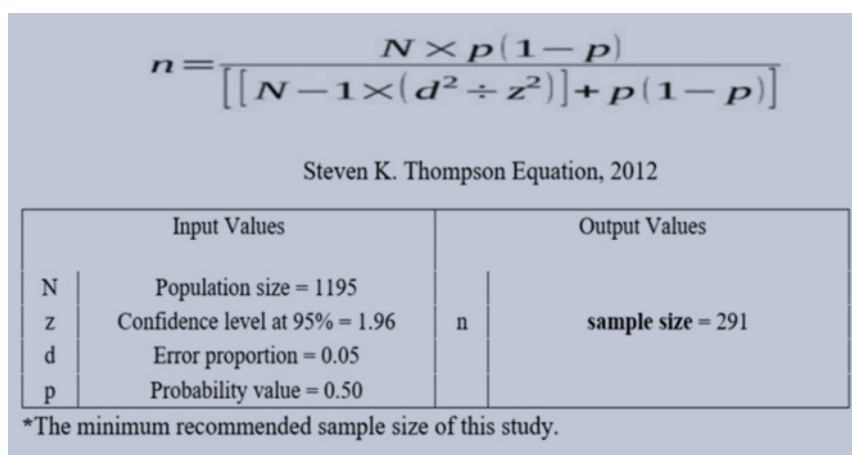 n = N × p(1 − p)
[[N − 1 × (d² ÷ z²)] + p(1 − p)]
Steven K. Thompson Equation, 2012
Input Values Output Values
N Population size = 1195
z Confidence level at 95% = 1.96 n sample size = 291
d Error proportion = 0.05
p Probability value = 0.50
*The minimum recommended sample size of this study.